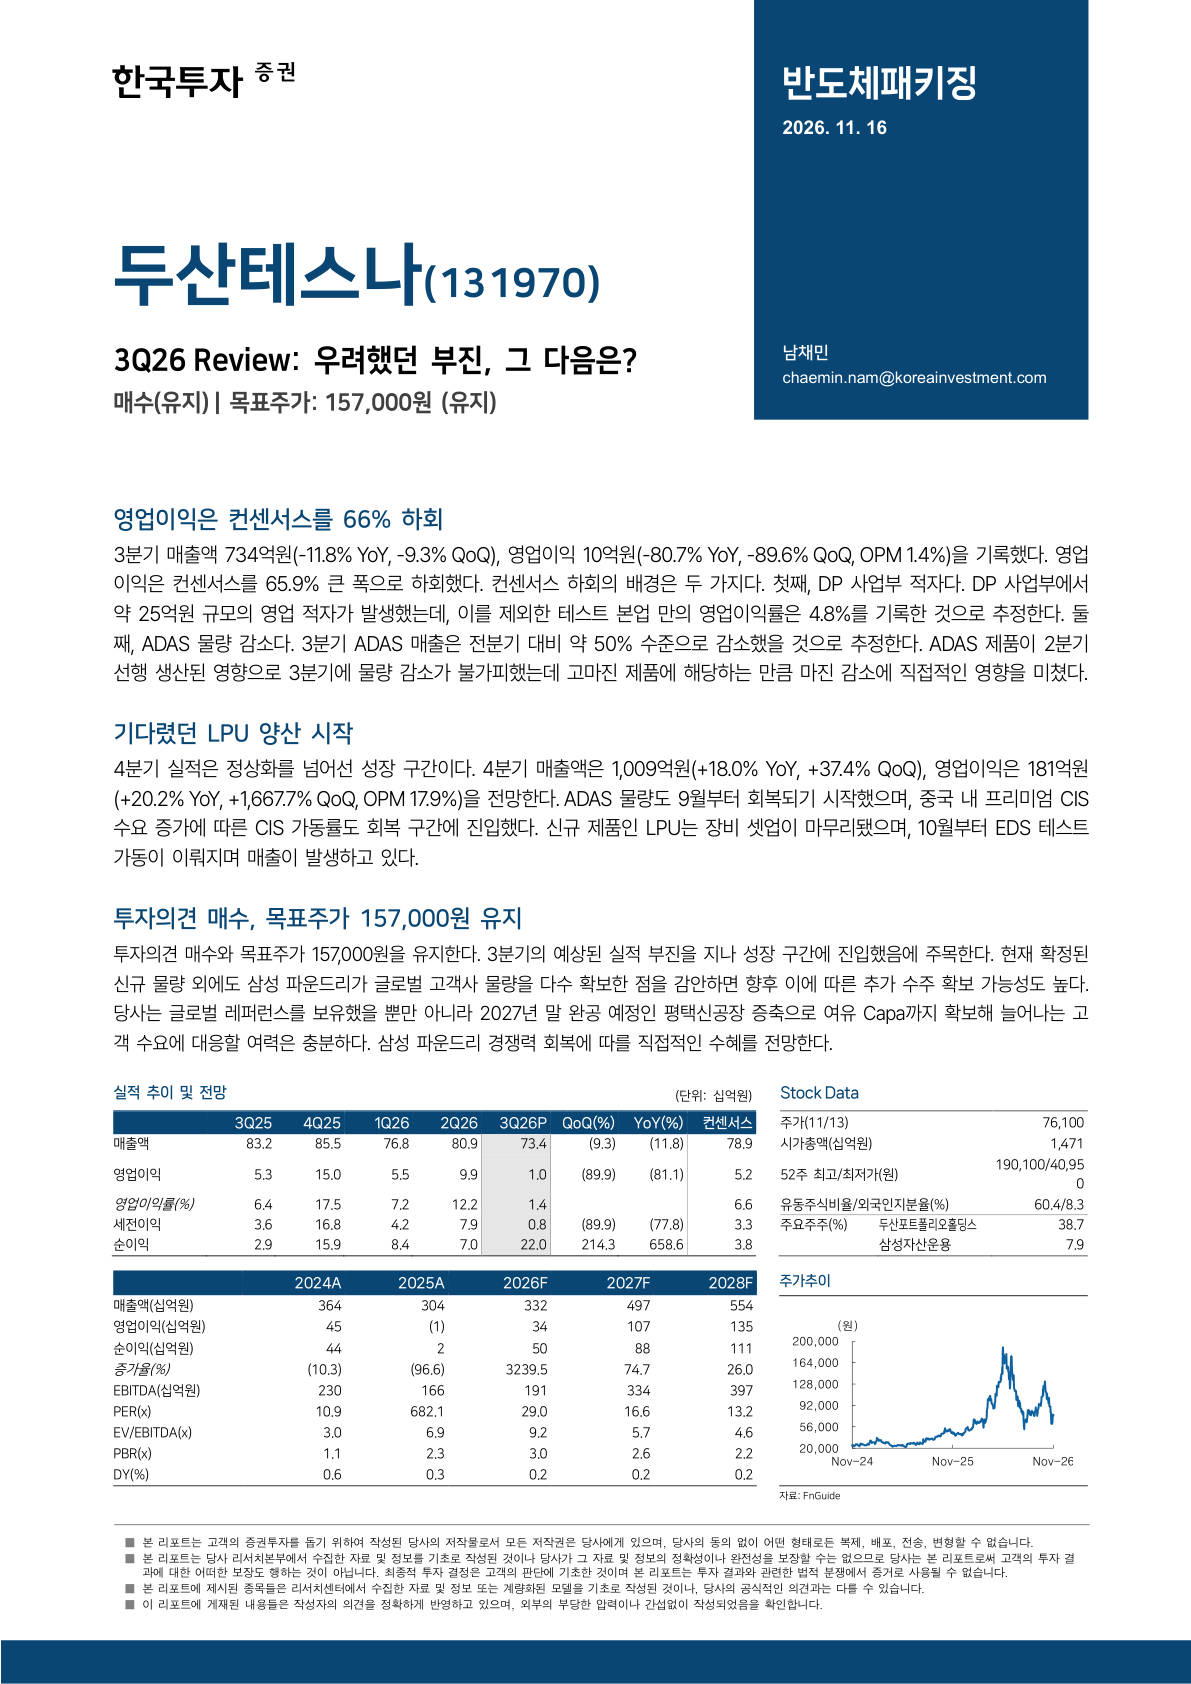 한국투자 증권
반도체패키징
2026. 11. 16
남채민
chaemin.nam@koreainvestment.com
두산테스나(131970)
3Q26 Review: 우려했던 부진, 그 다음은?
매수(유지) | 목표주가: 157,000원 (유지)
영업이익은 컨센서스를 66% 하회
3분기 매출액 734억원(-11.8% YoY, -9.3% QoQ), 영업이익 10억원(-80.7% YoY, -89.6% QoQ, OPM 1.4%)을 기록했다. 영업
이익은 컨센서스를 65.9% 큰 폭으로 하회했다. 컨센서스 하회의 배경은 두 가지다. 첫째, DP 사업부 적자다. DP 사업부에서
약 25억원 규모의 영업 적자가 발생했는데, 이를 제외한 테스트 본업 만의 영업이익률은 4.8%를 기록한 것으로 추정한다. 둘
째, ADAS 물량 감소다. 3분기 ADAS 매출은 전분기 대비 약 50% 수준으로 감소했을 것으로 추정한다. ADAS 제품이 2분기
선행 생산된 영향으로 3분기에 물량 감소가 불가피했는데 고마진 제품에 해당하는 만큼 마진 감소에 직접적인 영향을 미쳤다.
기다렸던 LPU 양산 시작
4분기 실적은 정상화를 넘어선 성장 구간이다. 4분기 매출액은 1,009억원(+18.0% YoY, +37.4% QoQ), 영업이익은 181억원
(+20.2% YoY, +1,667.7% QoQ, OPM 17.9%)을 전망한다. ADAS 물량도 9월부터 회복되기 시작했으며, 중국 내 프리미엄 CIS
수요 증가에 따른 CIS 가동률도 회복 구간에 진입했다. 신규 제품인 LPU는 장비 셋업이 마무리됐으며, 10월부터 EDS 테스트
가동이 이뤄지며 매출이 발생하고 있다.
투자의견 매수, 목표주가 157,000원 유지
투자의견 매수와 목표주가 157,000원을 유지한다. 3분기의 예상된 실적 부진을 지나 성장 구간에 진입했음에 주목한다. 현재 확정된
신규 물량 외에도 삼성 파운드리가 글로벌 고객사 물량을 다수 확보한 점을 감안하면 향후 이에 따른 추가 수주 확보 가능성도 높다.
당사는 글로벌 레퍼런스를 보유했을 뿐만 아니라 2027년 말 완공 예정인 평택신공장 증축으로 여유 Capa까지 확보해 늘어나는 고
객 수요에 대응할 여력은 충분하다. 삼성 파운드리 경쟁력 회복에 따를 직접적인 수혜를 전망한다.
실적 추이 및 전망 (단위: 십억원)
3Q25 4Q25 1Q26 2Q26 3Q26P QoQ(%) YoY(%) 컨센서스
매출액 83.2 85.5 76.8 80.9 73.4 (9.3) (11.8) 78.9
영업이익 5.3 15.0 5.5 9.9 1.0 (89.9) (81.1) 5.2
영업이익률(%) 6.4 17.5 7.2 12.2 1.4 6.6
세전이익 3.6 16.8 4.2 7.9 0.8 (89.9) (77.8) 3.3
순이익 2.9 15.9 8.4 7.0 22.0 214.3 658.6 3.8
2024A 2025A 2026F 2027F 2028F
매출액(십억원) 364 304 332 497 554
영업이익(십억원) 45 (1) 34 107 135
순이익(십억원) 44 2 50 88 111
증가율(%) (10.3) (96.6) 3239.5 74.7 26.0
EBITDA(십억원) 230 166 191 334 397
PER(x) 10.9 682.1 29.0 16.6 13.2
EV/EBITDA(x) 3.0 6.9 9.2 5.7 4.6
PBR(x) 1.1 2.3 3.0 2.6 2.2
DY(%) 0.6 0.3 0.2 0.2 0.2
Stock Data
주가(11/13) 76,100
시가총액(십억원) 1,471
52주 최고/최저가(원) 190,100/40,95
0
유동주식비율/외국인지분율(%) 60.4/8.3
주요주주(%) 두산포트폴리오홀딩스 38.7
삼성자산운용 7.9
주가추이
(원)
200,000
164,000
128,000
92,000
56,000
20,000
Nov-24 Nov-25 Nov-26
자료: FnGuide
■ 본 리포트는 고객의 증권투자를 돕기 위하여 작성된 당사의 저작물로서 모든 저작권은 당사에게 있으며, 당사의 동의 없이 어떤 형태로든 복제, 배포, 전송, 변형할 수 없습니다.
■ 본 리포트는 당사 리서치본부에서 수집한 자료 및 정보를 기초로 작성된 것이나 당사가 그 자료 및 정보의 정확성이나 완전성을 보장할 수는 없으므로 당사는 본 리포트로써 고객의 투자 결
과에 대한 어떠한 보장도 행하는 것이 아닙니다. 최종적 투자 결정은 고객의 판단에 기초한 것이며 본 리포트는 투자 결과와 관련한 법적 분쟁에서 증거로 사용될 수 없습니다.
■ 본 리포트에 제시된 종목들은 리서치센터에서 수집한 자료 및 정보 또는 계량화된 모델을 기초로 작성된 것이나, 당사의 공식적인 의견과는 다를 수 있습니다.
■ 이 리포트에 게재된 내용들은 작성자의 의견을 정확하게 반영하고 있으며, 외부의 부당한 압력이나 간섭없이 작성되었음을 확인합니다.